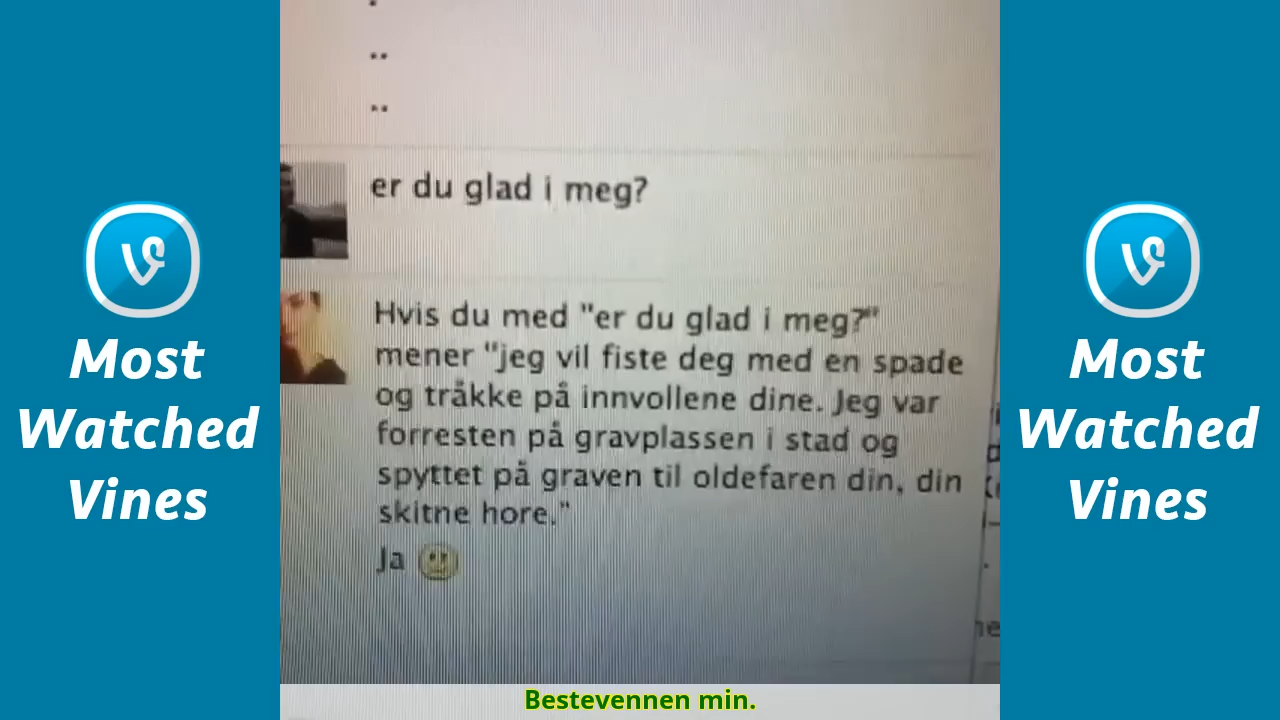 ..
..
er du glad i meg?
Hvis du med "er du glad i meg?"
mener "jeg vil fiste deg med en spade
og tråkke på innvollene dine. Jeg var
forresten på gravplassen i stad og
spyttet på graven til oldefaren din, din
skitne hore."
Ja
Most
Watched
Vines
Most
Watched
Vines
Bestevennen min.